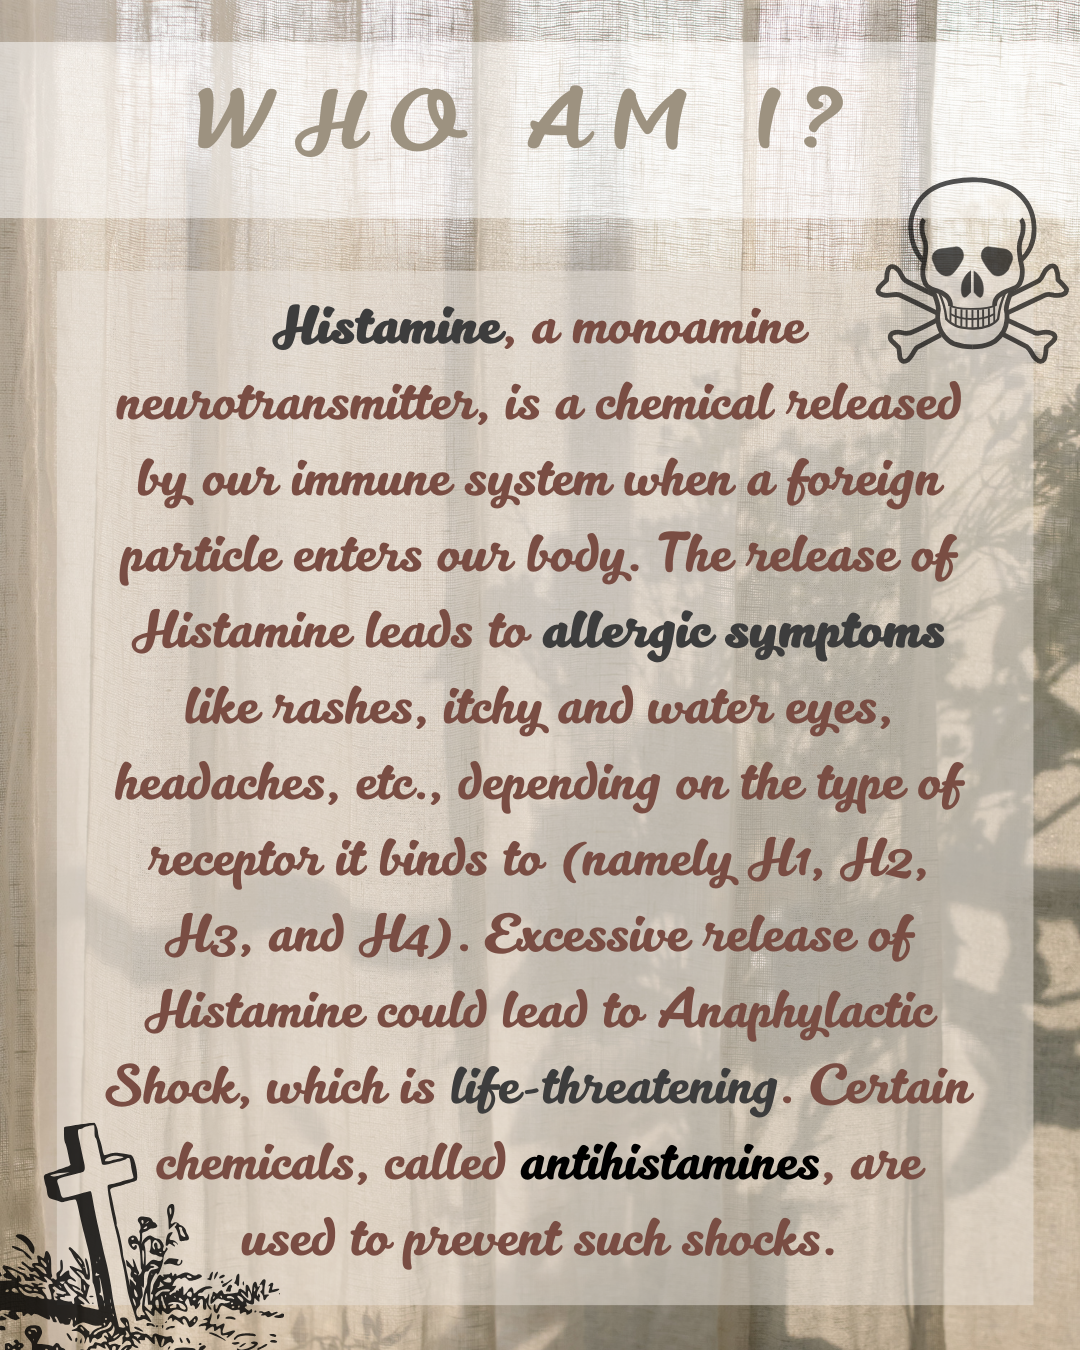 WHO AM I?
Histamine, a monoamine
neurotransmitter, is a chemical released
by our immune system when a foreign
particle enters our body. The release of
Histamine leads to allergic symptoms
like rashes, itchy and water eyes,
headaches, etc., depending on the type of
receptor it binds to (namely H1, H2,
H3, and H4). Excessive release of
Histamine could lead to Anaphylactic
Shock, which is life-threatening. Certain
chemicals, called antihistamines, are
used to prevent such shocks.